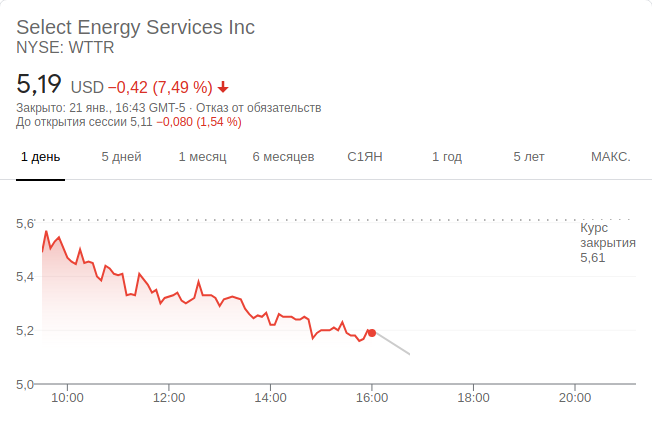 Select Energy Services Inc
NYSE: WTTR
5,19 USD −0,42 (7,49 %)
Закрыто: 21 янв., 16:43 GMT-5 · Отказ от обязательств
До открытия сессии 5,11 −0,080 (1,54 %)
1 день 5 дней 1 месяц 6 месяцев С1ЯН 1 год 5 лет МАКС.
5,6
Курс
закрытия
5,61
5,4
5,2
5,0
10:00 12:00 14:00 16:00 18:00 20:00